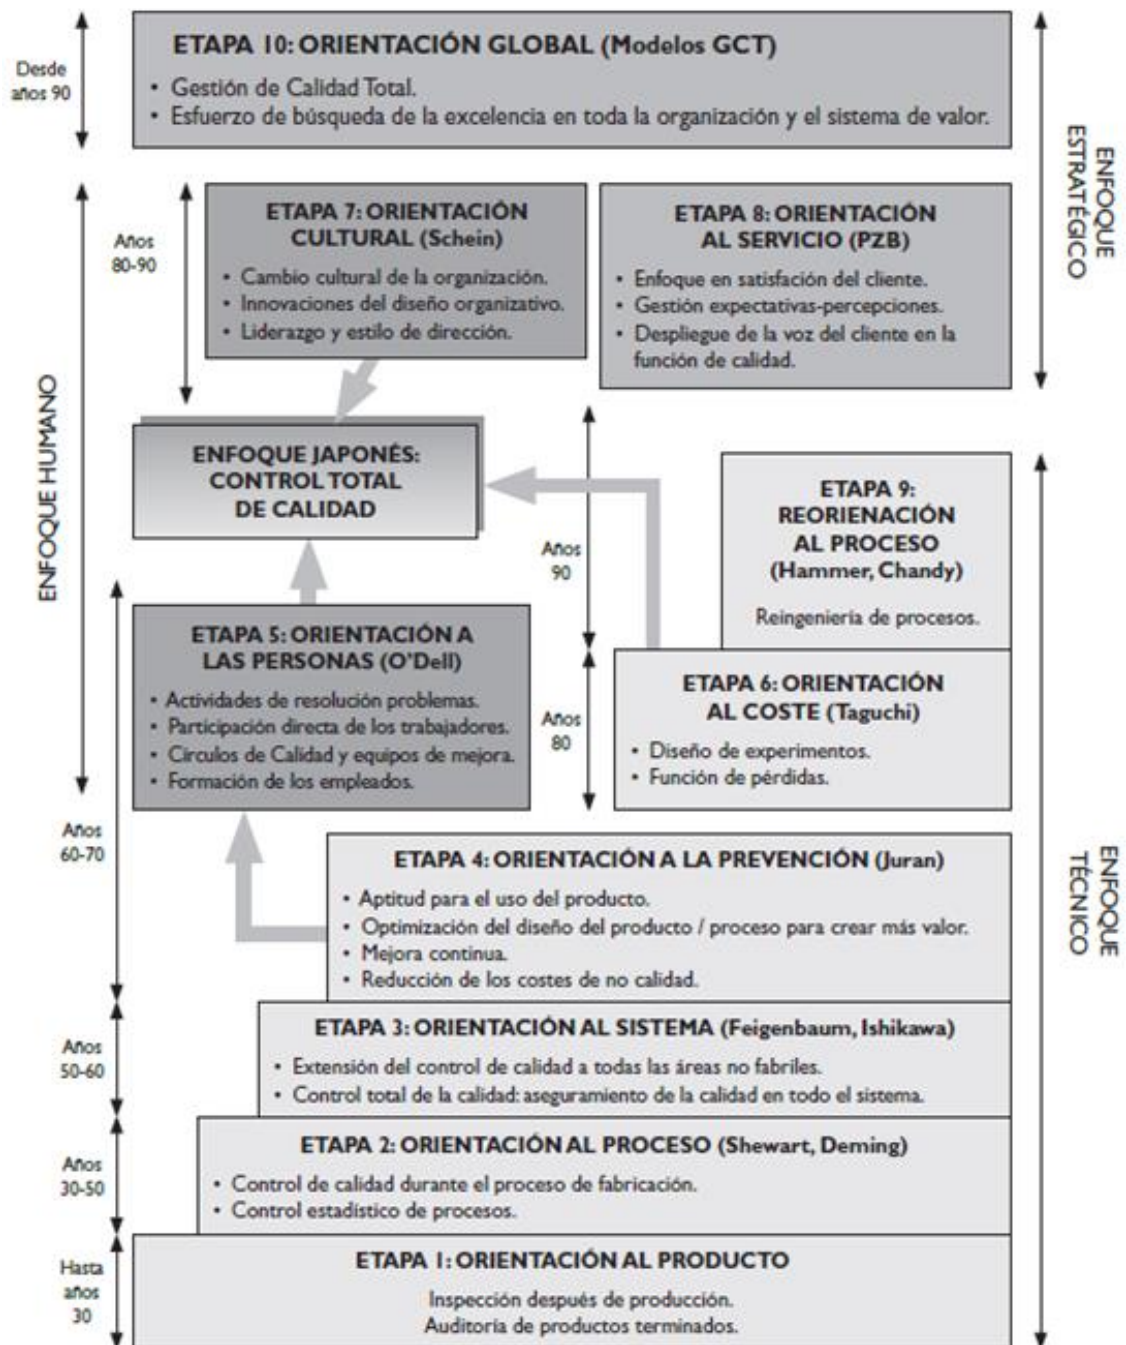 ETAPA 10: ORIENTACIÓN GLOBAL (Modelos GCT)
• Gestión de Calidad Total.
• Esfuerzo de búsqueda de la excelencia en toda la organización y el sistema de valor.
Desde
años 90
ENFOQUE
ESTRATÉGICO
ETAPA 7: ORIENTACIÓN
CULTURAL (Schein)
• Cambio cultural de la organización.
• Innovaciones del diseño organizativo.
• Liderazgo y estilo de dirección.
ETAPA 8: ORIENTACIÓN
AL SERVICIO (PZB)
• Enfoque en satisfacción del cliente.
• Gestión expectativas-percepciones.
• Despliegue de la voz del cliente en la
función de calidad.
Años
80-90
ENFOQUE HUMANO
ENFOQUE JAPONÉS:
CONTROL TOTAL
DE CALIDAD
Años
90
ETAPA 9:
REORIENACIÓN
AL PROCESO
(Hammer, Chandy)
Reingeniería de procesos.
ETAPA 5: ORIENTACIÓN A
LAS PERSONAS (O'Dell)
• Actividades de resolución problemas.
• Participación directa de los trabajadores.
• Círculos de Calidad y equipos de mejora.
• Formación de los empleados.
Años
80
ETAPA 6: ORIENTACIÓN
AL COSTE (Taguchi)
• Diseño de experimentos.
• Función de pérdidas.
Años
60-70
ETAPA 4: ORIENTACIÓN A LA PREVENCIÓN (Juran)
• Aptitud para el uso del producto.
• Optimización del diseño del producto / proceso para crear más valor.
• Mejora continua.
• Reducción de los costes de no calidad.
ENFOQUE
TÉCNICO
Años
50-60
ETAPA 3: ORIENTACIÓN AL SISTEMA (Feigenbaum, Ishikawa)
• Extensión del control de calidad a todas las áreas no fabriles.
• Control total de la calidad: aseguramiento de la calidad en todo el sistema.
Años
30-50
ETAPA 2: ORIENTACIÓN AL PROCESO (Shewart, Deming)
• Control de calidad durante el proceso de fabricación.
• Control estadístico de procesos.
Hasta
años
30
ETAPA 1: ORIENTACIÓN AL PRODUCTO
Inspección después de producción.
Auditoría de productos terminados.